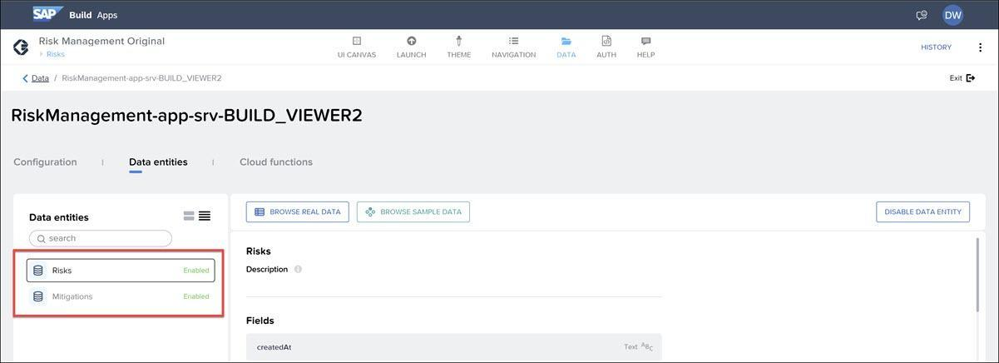 SAP Build Apps DW
Risk Management Original
Risks
UI CANVAS LAUNCH THEME NAVIGATION DATA AUTH HELP
HISTORY
Data / RiskManagement-app-srv-BUILD_VIEWER2
Exit
RiskManagement-app-srv-BUILD_VIEWER2
Configuration | Data entities | Cloud functions
Data entities
search
Risks Enabled
Mitigations Enabled
BROWSE REAL DATA BROWSE SAMPLE DATA DISABLE DATA ENTITY
Risks
Description
Fields
createdAt Text ABC